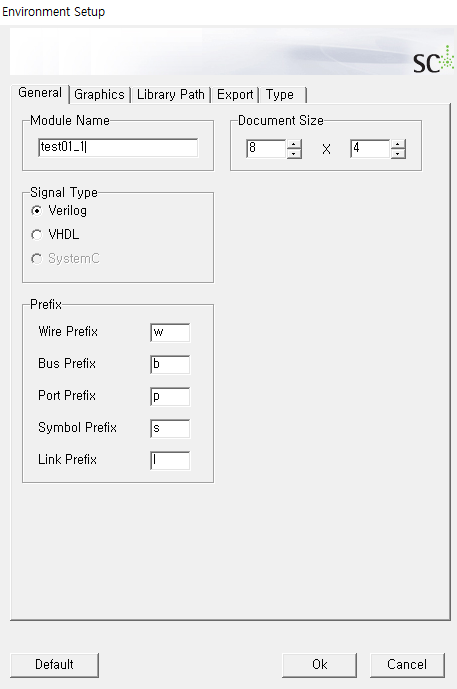 Environment Setup
SC
General Graphics Library Path Export Type
Module Name
test01_1
Document Size
8 X 4
Signal Type
Verilog
VHDL
SystemC
Prefix
Wire Prefix w
Bus Prefix b
Port Prefix p
Symbol Prefix s
Link Prefix l
Default Ok Cancel